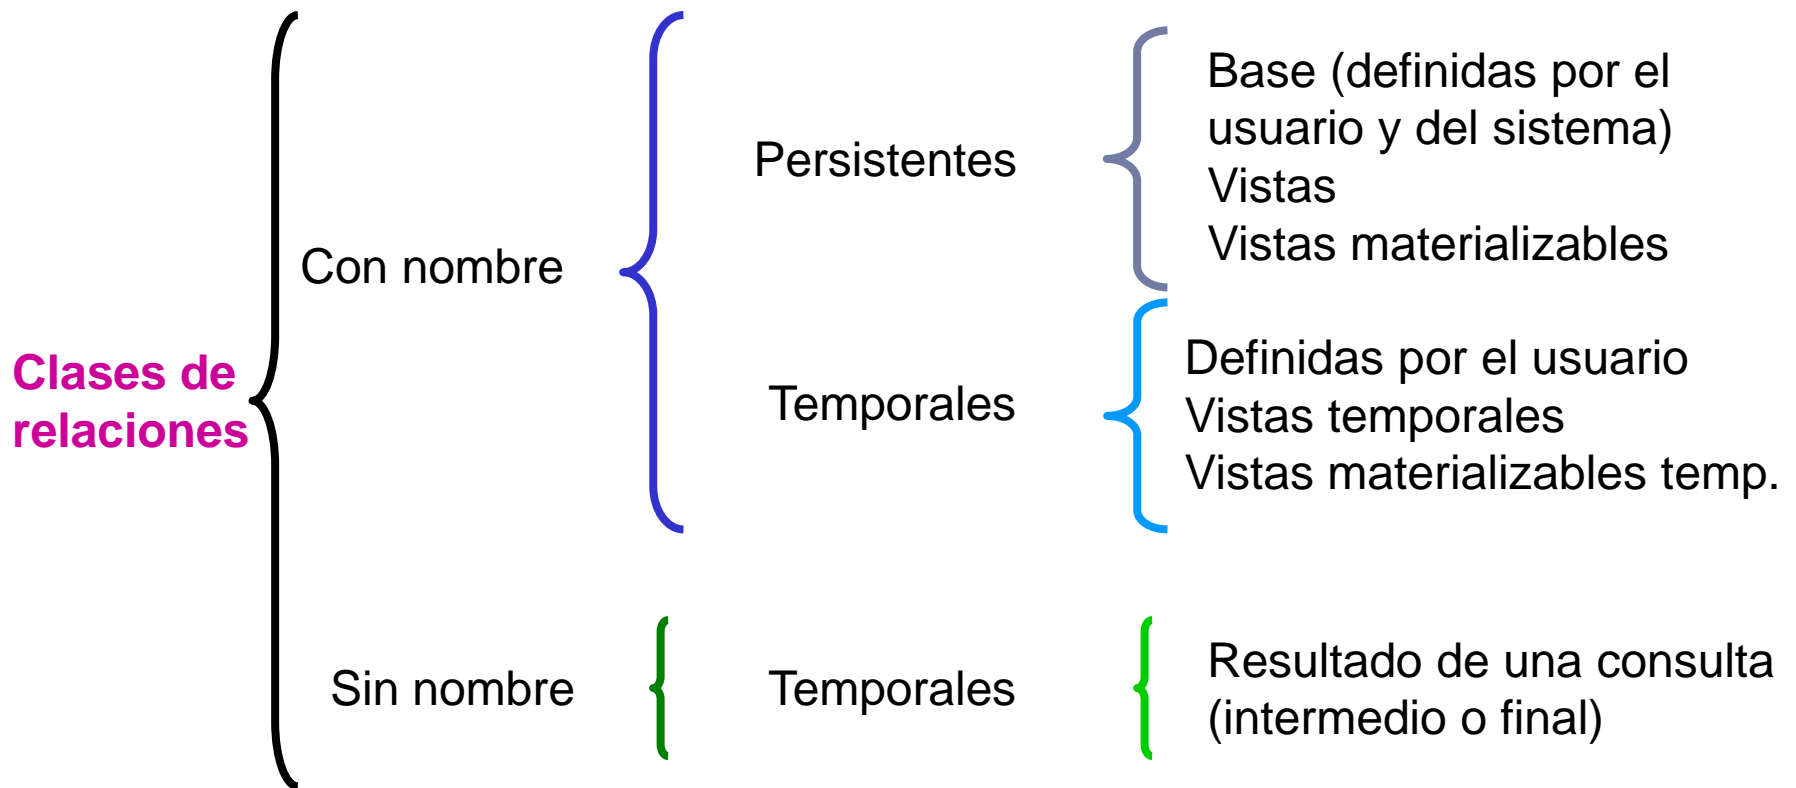 Clases de
relaciones
Con nombre
Persistentes
Base (definidas por el
usuario y del sistema)
Vistas
Vistas materializables
Temporales
Definidas por el usuario
Vistas temporales
Vistas materializables temp.
Sin nombre
Temporales
Resultado de una consulta
(intermedio o final)